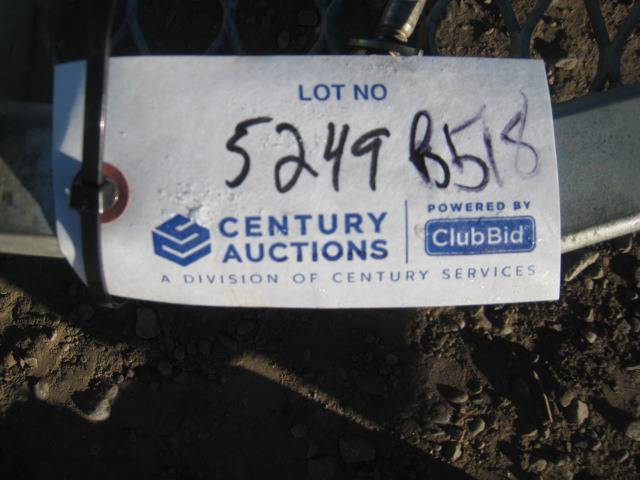 LOT NO
5249 B518
CENTURY
AUCTIONS
POWERED BY
ClubBid
A DIVISION OF CENTURY SERVICES